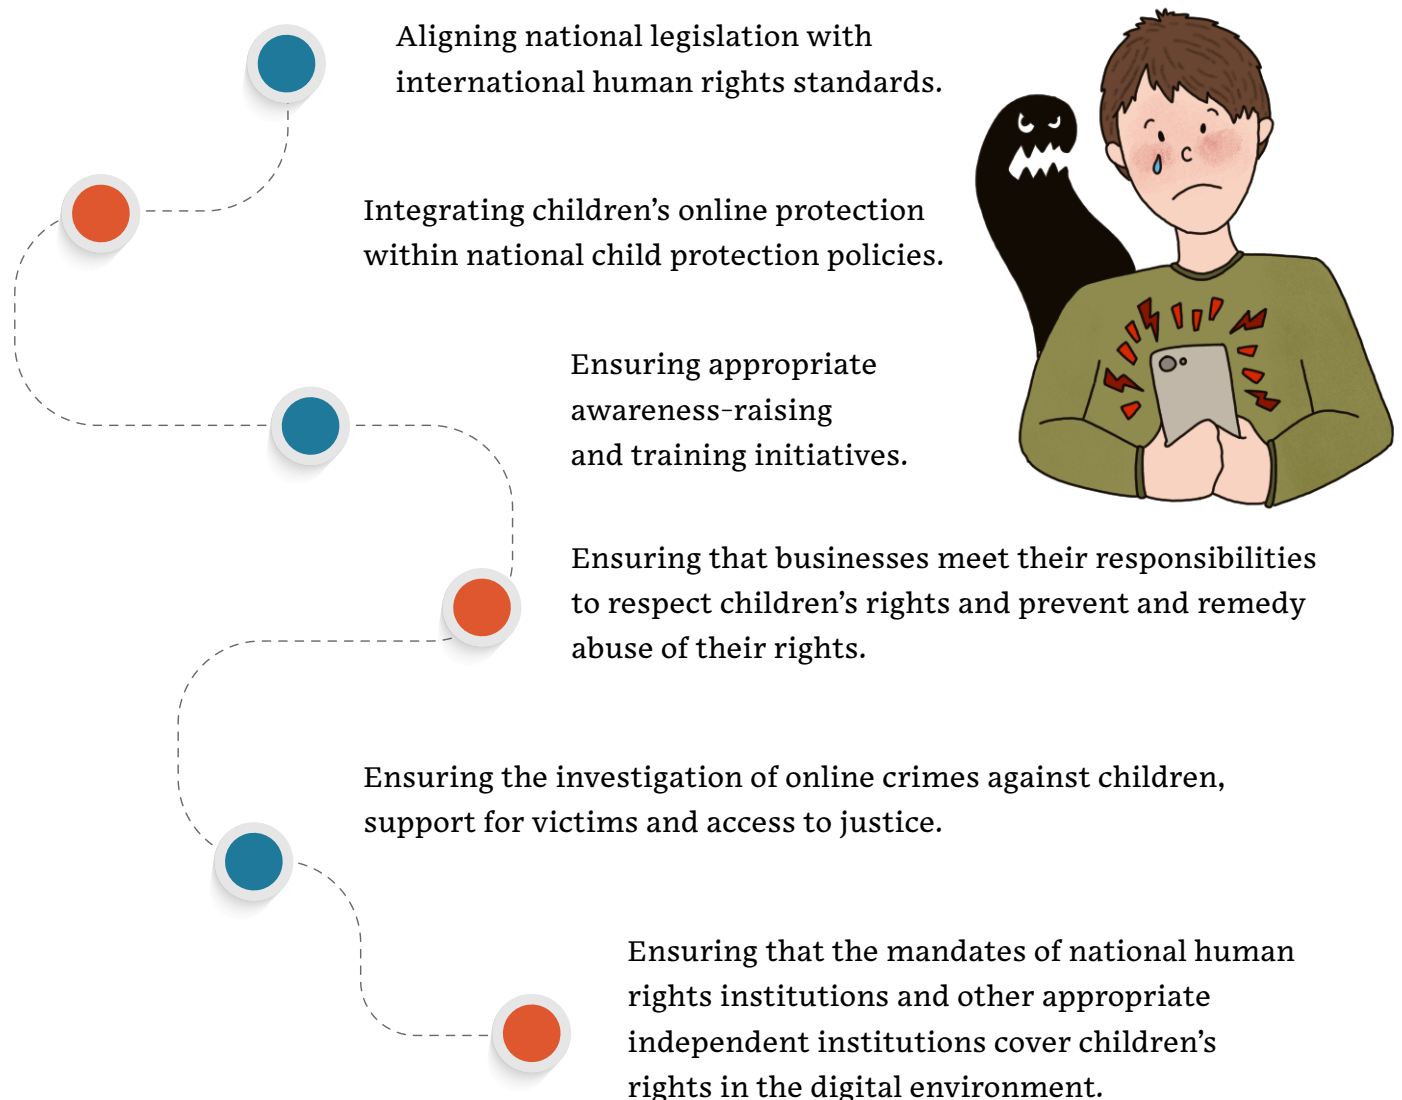 Aligning national legislation with
international human rights standards.
Integrating children’s online protection
within national child protection policies.
Ensuring appropriate
awareness-raising
and training initiatives.
Ensuring that businesses meet their responsibilities
to respect children’s rights and prevent and remedy
abuse of their rights.
Ensuring the investigation of online crimes against children,
support for victims and access to justice.
Ensuring that the mandates of national human
rights institutions and other appropriate
independent institutions cover children’s
rights in the digital environment.